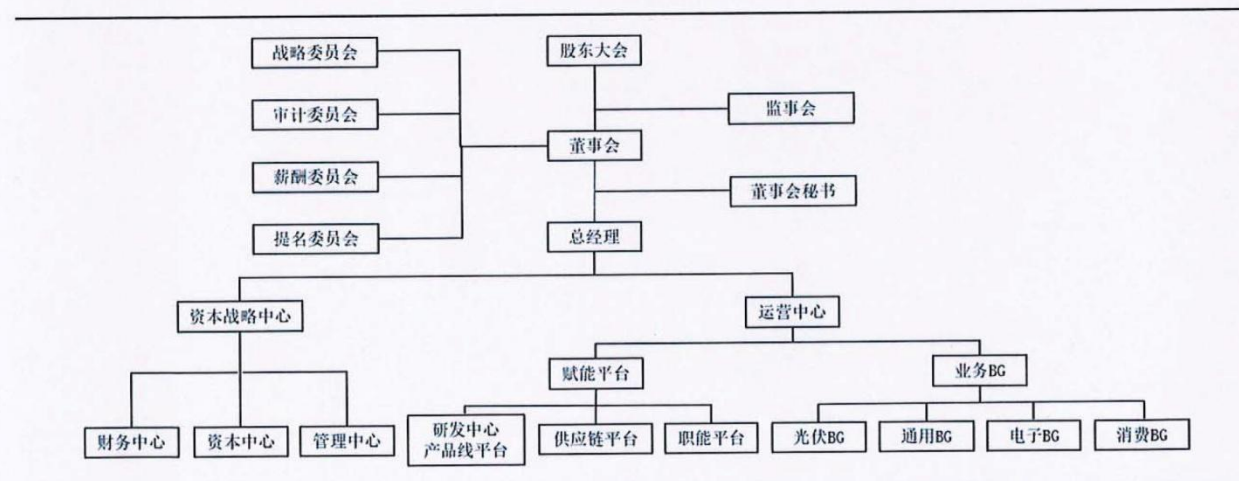 战略委员会
股东大会
审计委员会
监事会
董事会
薪酬委员会
董事会秘书
提名委员会
总经理
资本战略中心
运营中心
赋能平台
业务BG
财务中心
资本中心
管理中心
研发中心
产品线平台
供应链平台
职能平台
光伏BG
通用BG
电子BG
消费BG